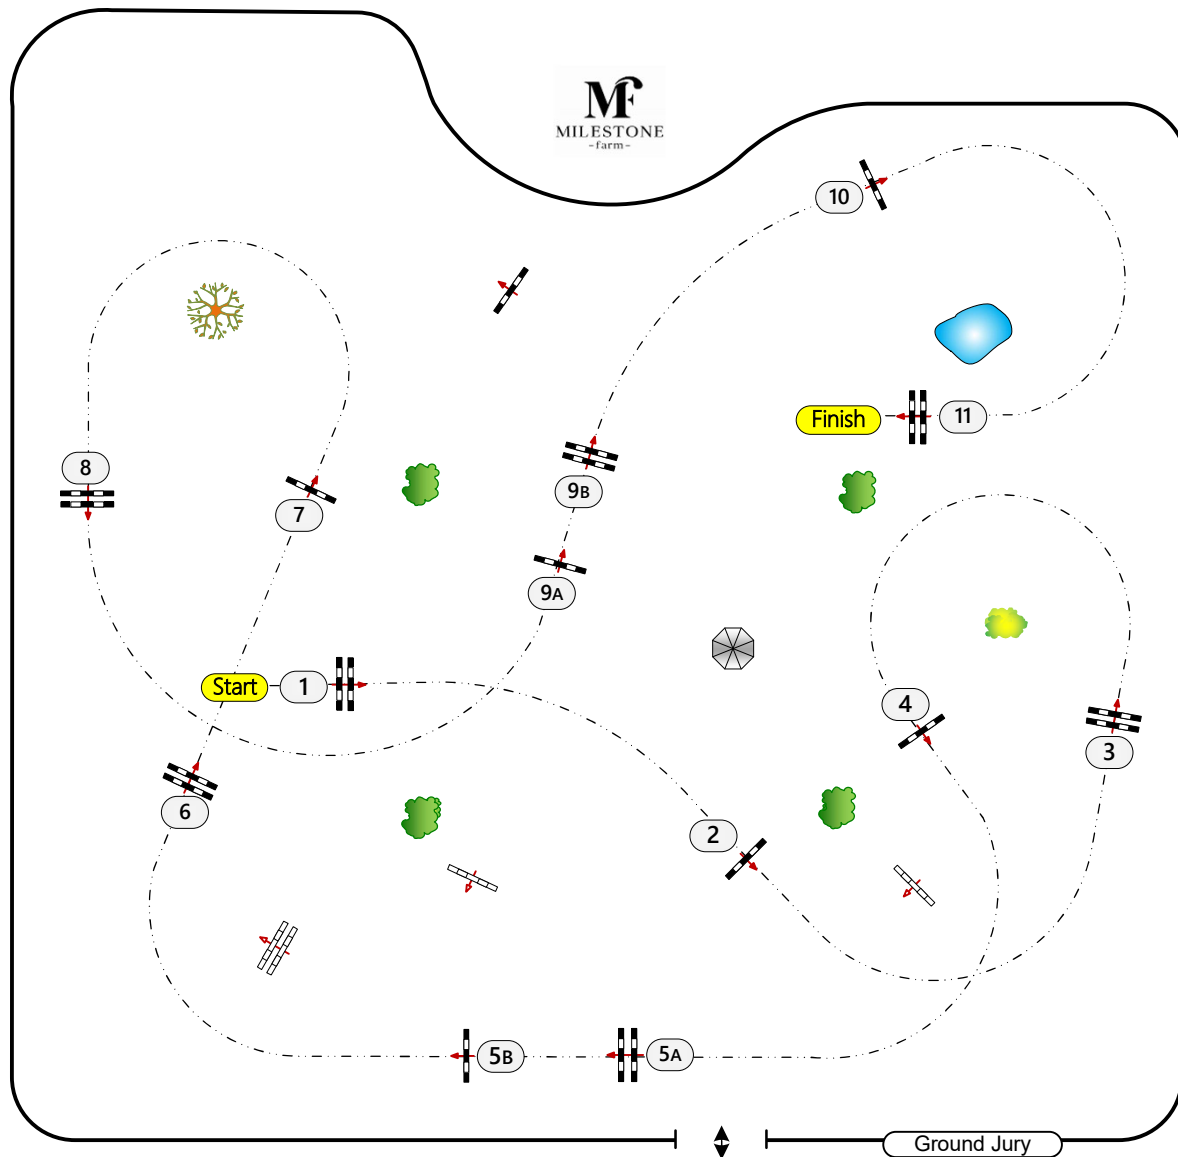 MF
MILESTONE
-farm-
10
8
Finish
11
9B
7
9A
Start
1
4
3
6
2
5B
5A
Ground Jury